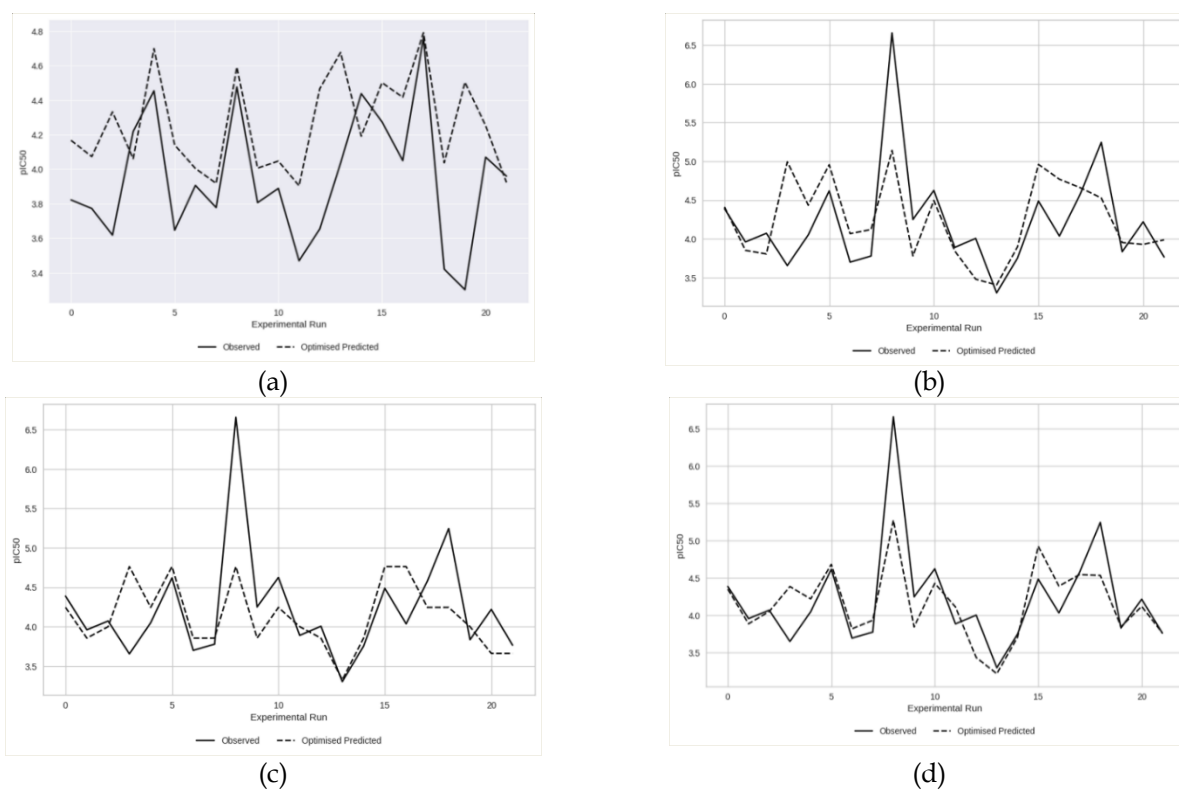 4.8
4.6
4.4
4.2
4.0
3.8
3.6
3.4
pIC50
0 5 10 15 20
Experimental Run
Observed Optimised Predicted
(a)
6.5
6.0
5.5
5.0
4.5
4.0
3.5
pIC50
0 5 10 15 20
Experimental Run
Observed Optimised Predicted
(b)
6.5
6.0
5.5
5.0
4.5
4.0
3.5
pIC50
0 5 10 15 20
Experimental Run
Observed Optimised Predicted
(c)
6.5
6.0
5.5
5.0
4.5
4.0
3.5
pIC50
0 5 10 15 20
Experimental Run
Observed Optimised Predicted
(d)